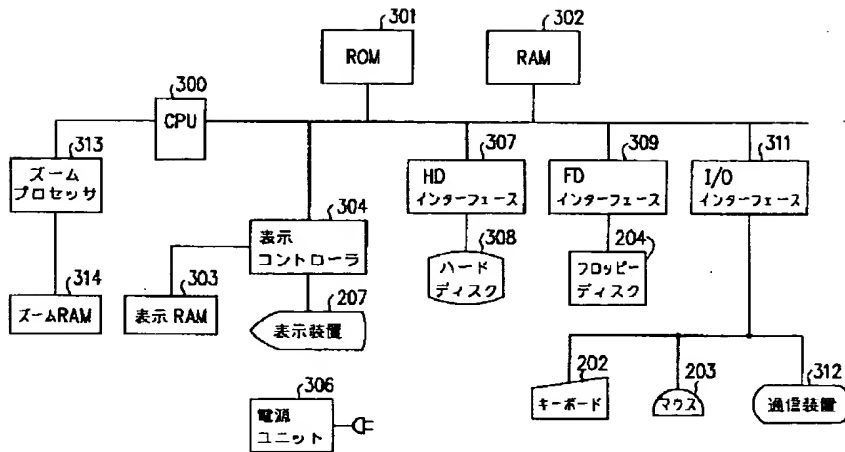 301
ROM
302
RAM
300
CPU
313
ズーム
プロセッサ
307
HD
インターフェース
309
FD
インターフェース
311
I/O
インターフェース
304
表示
コントローラ
308
ハード
ディスク
204
フロッピー
ディスク
314
ズームRAM
303
表示 RAM
207
表示装置
202
キーボード
203
マウス
312
通信装置
306
電源
ユニット